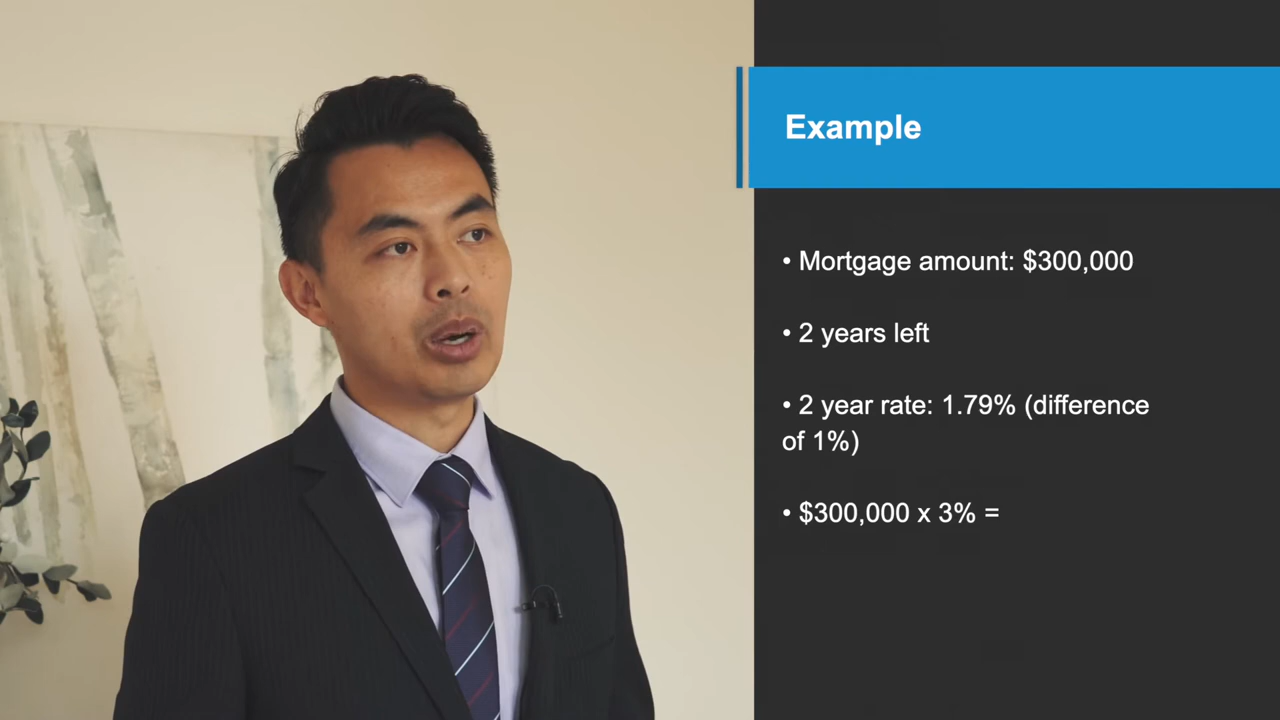 Example
• Mortgage amount: $300,000
• 2 years left
• 2 year rate: 1.79% (difference
of 1%)
• $300,000 x 3% =